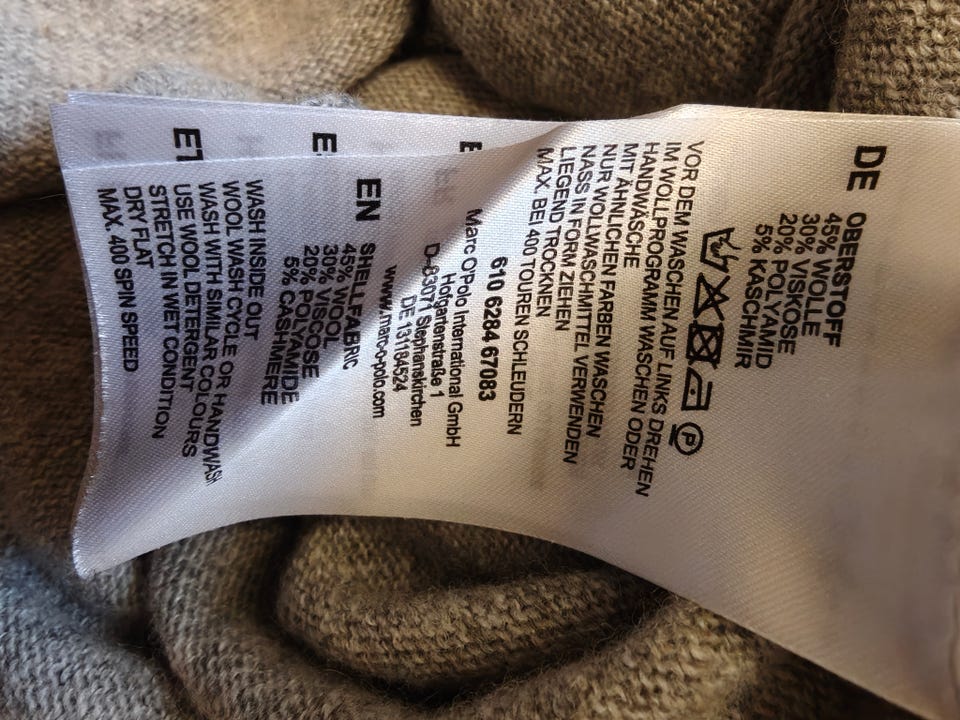 DE
OBERSTOFF
45% WOLLE
30% VISKOSE
20% POLYAMID
5% KASCHMIR
VOR DEM WASCHEN AUF LINKS DREHEN
IM WOLLPROGRAMM WASCHEN ODER
HANDWÄSCHE
MIT ÄHNLICHEN FARBEN WASCHEN
NUR WOLLWASCHMITTEL VERWENDEN
NASS IN FORM ZIEHEN
LIEGEND TROCKNEN
MAX. BEI 400 TOUREN SCHLEUDERN
610 6284 67083
Marc O'Polo International GmbH
Hofgartenstraße 1
D-83071 Stephanskirchen
DE 131184524
www.marc-o-polo.com
EN
SHELL FABRIC
45% WOOL
30% VISCOSE
20% POLYAMIDE
5% CASHMERE
WASH INSIDE OUT
WOOL WASH CYCLE OR HANDWASH
WASH WITH SIMILAR COLOURS
USE WOOL DETERGENT
STRETCH IN WET CONDITION
DRY FLAT
MAX. 400 SPIN SPEED